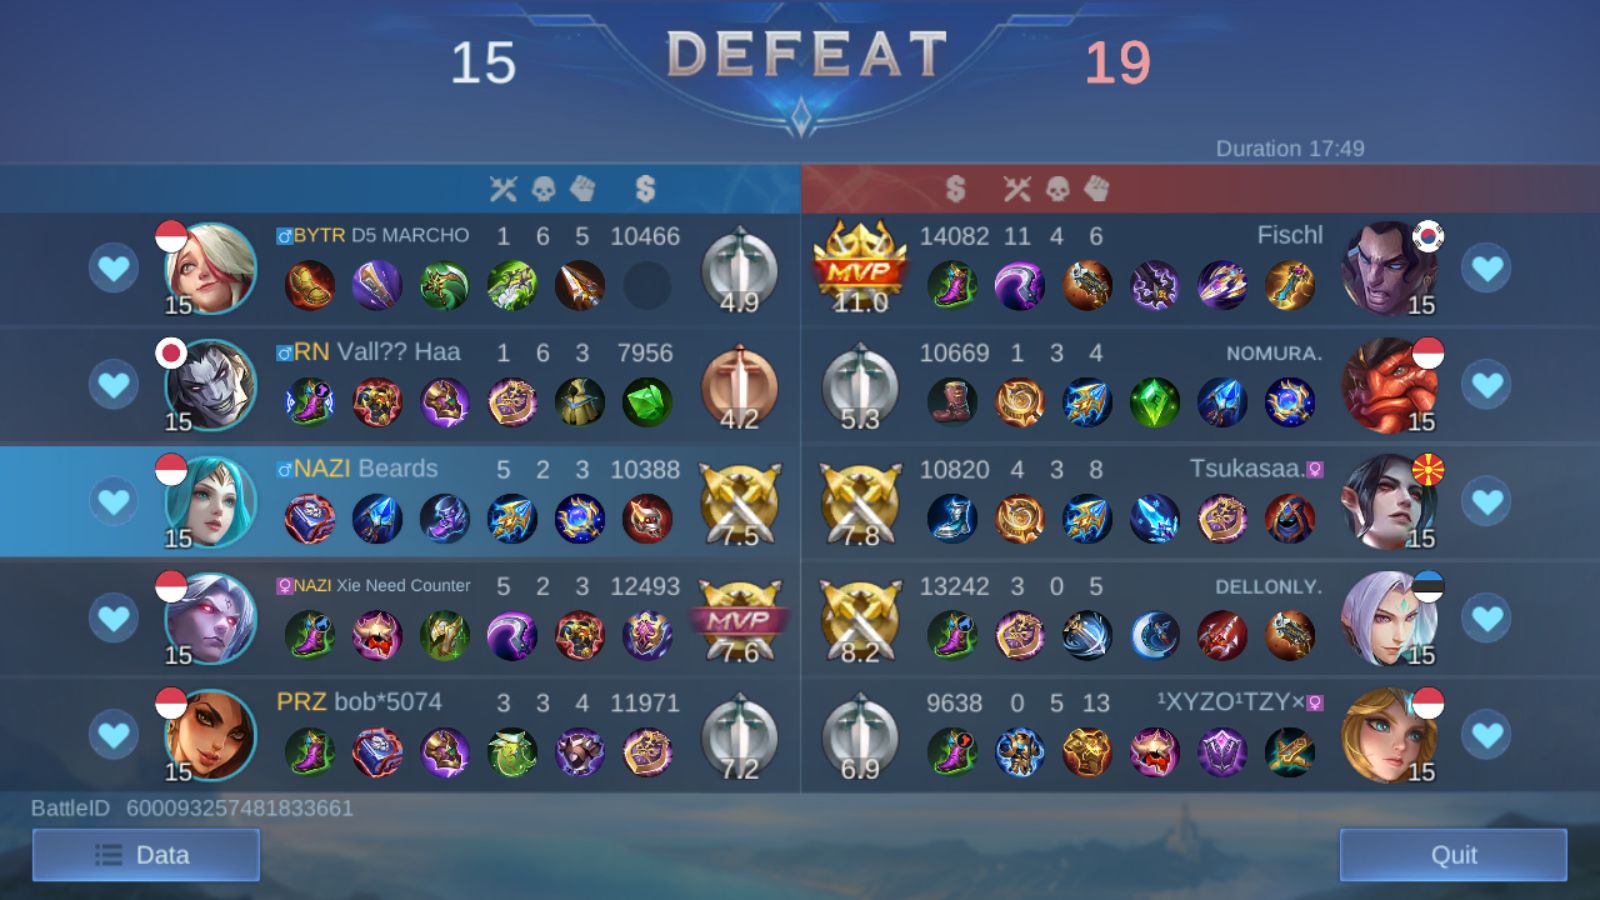 15 DEFEAT 19
Duration 17:49
BYTR D5 MARCHO 1 6 5 10466
15 4.9
MVP 11.0 14082 11 4 6 Fischl
15
RN Vall?? Haa 1 6 3 7956
15 4.2
5.3 10669 1 3 4 NOMURA.
15
NAZI Beards 5 2 3 10388
15 7.5
7.8 10820 4 3 8 Tsukasaa.
15
NAZI Xie Need Counter 5 2 3 12493
15 MVP 7.6
8.2 13242 3 0 5 DELLONLY.
15
PRZ bob*5074 3 3 4 11971
15 7.2
6.9 9638 0 5 13 ¹XYZO¹TZY×
15
BattleID 600093257481833661
Data
Quit